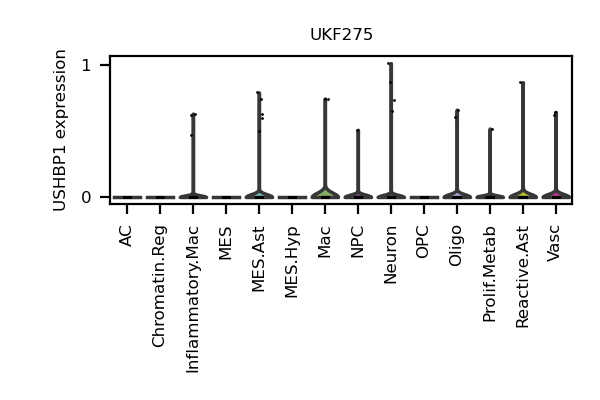 UKF275
USHBP1 expression
1
0
AC
Chromatin.Reg
Inflammatory.Mac
MES
MES.Ast
MES.Hyp
Mac
NPC
Neuron
OPC
Oligo
Prolif.Metab
Reactive.Ast
Vasc